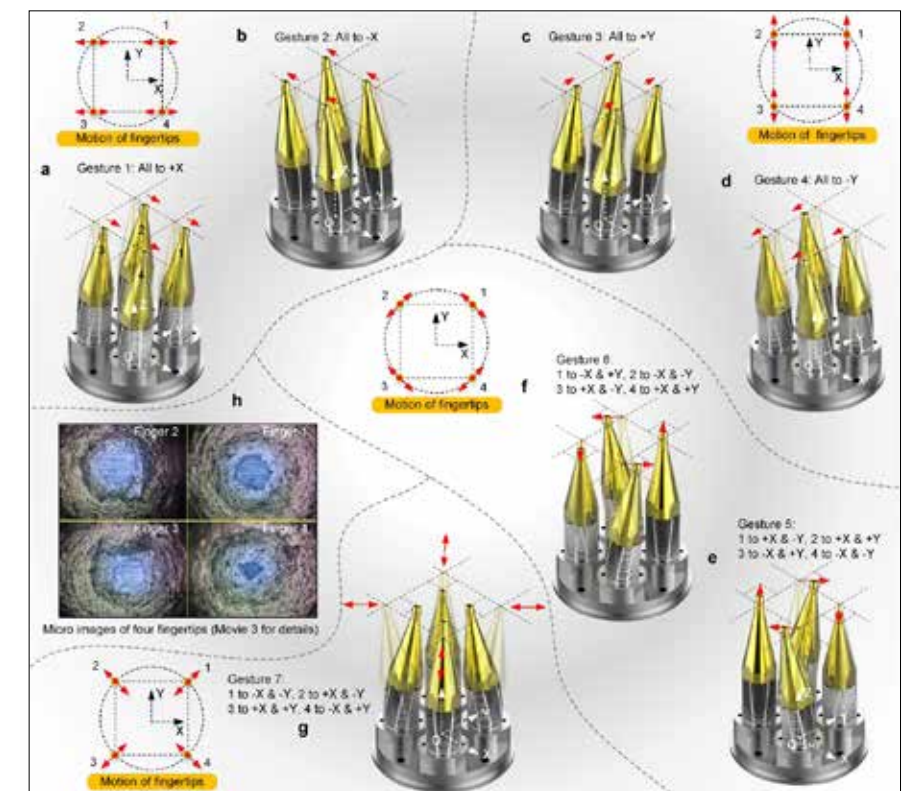 2
1
Y
X
3
4
Motion of fingertips
b
Gesture 2: All to -X
c
Gesture 3: All to +Y
2
1
Y
X
3
4
Motion of fingertips
a
Gesture 1: All to +X
d
Gesture 4: All to -Y
2
1
Y
X
3
4
Motion of fingertips
f
Gesture 6:
1 to -X & +Y, 2 to -X & -Y
3 to +X & -Y, 4 to +X & +Y
h
Finger 2
Finger 1
Finger 3
Finger 4
Micro images of four fingertips (Movie 3 for details)
e
Gesture 5:
1 to +X & -Y, 2 to +X & +Y
3 to -X & +Y, 4 to -X & -Y
2
1
Y
X
3
4
Motion of fingertips
Gesture 7:
1 to -X & -Y, 2 to +X & -Y
3 to +X & +Y, 4 to -X & +Y
g